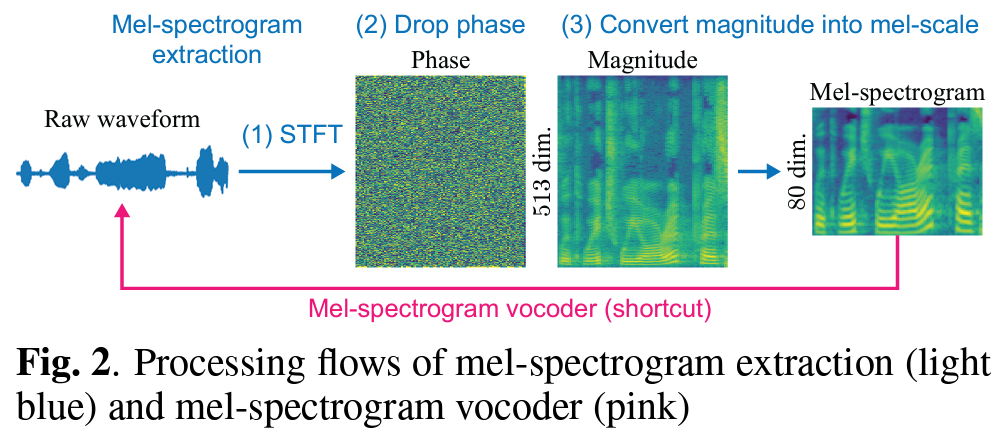 Mel-spectrogram
extraction
(2) Drop phase
(3) Convert magnitude into mel-scale
Phase
Magnitude
Mel-spectrogram
Raw waveform
(1) STFT
513 dim.
80 dim.
Mel-spectrogram vocoder (shortcut)
Fig. 2. Processing flows of mel-spectrogram extraction (light
blue) and mel-spectrogram vocoder (pink)